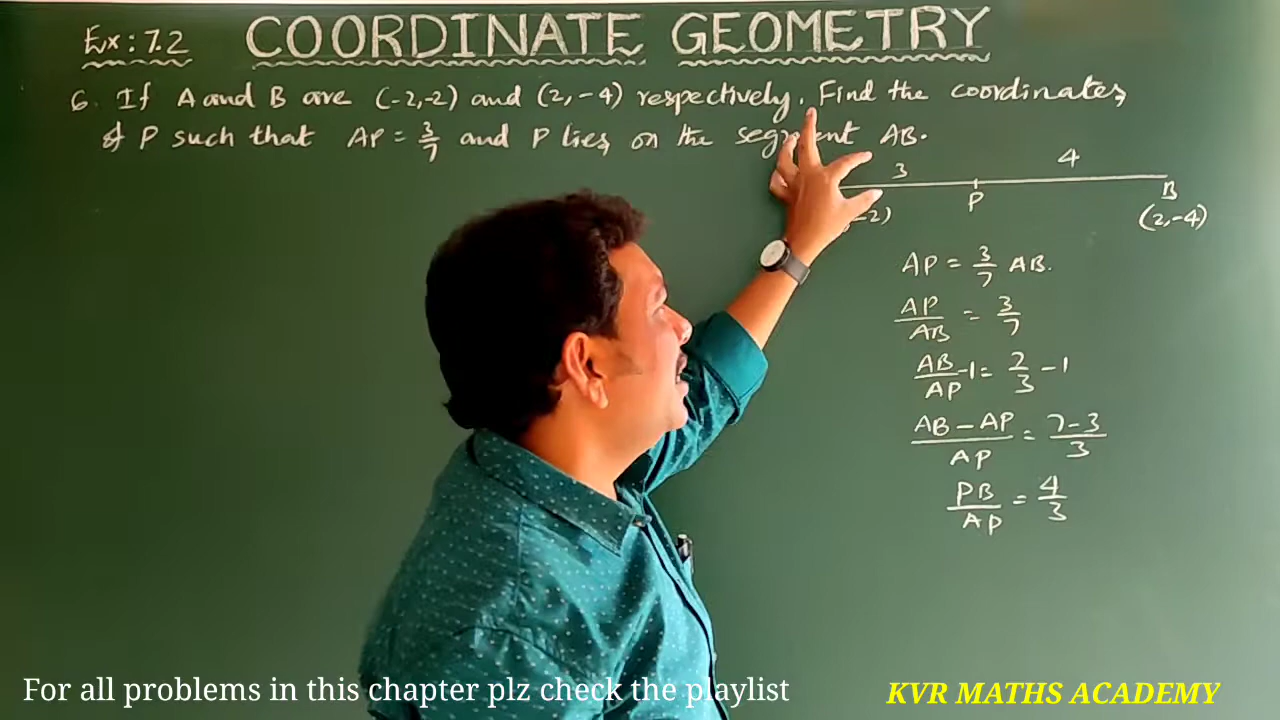 Ex: 7.2 COORDINATE GEOMETRY
6. If A and B are (-2,-2) and (2,-4) respectively. Find the coordinates
of P such that AP = 3/7 and P lies on the segment AB.
3 4
P B
-2) (2,-4)
AP = 3/7 AB.
AP/AB = 3/7
AB/AP -1 = 7/3 -1
AB - AP/AP = 7-3/3
PB/AP = 4/3
For all problems in this chapter plz check the playlist
KVR MATHS ACADEMY